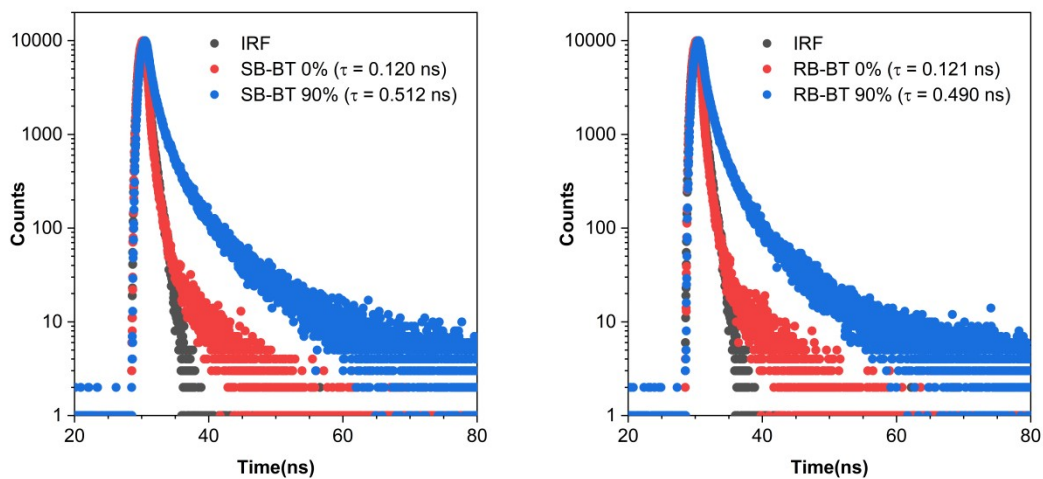 10000
1000
100
10
1
Counts
IRF
SB-BT 0% (τ = 0.120 ns)
SB-BT 90% (τ = 0.512 ns)
20 40 60 80
Time(ns)
10000
1000
100
10
1
Counts
IRF
RB-BT 0% (τ = 0.121 ns)
RB-BT 90% (τ = 0.490 ns)
20 40 60 80
Time(ns)